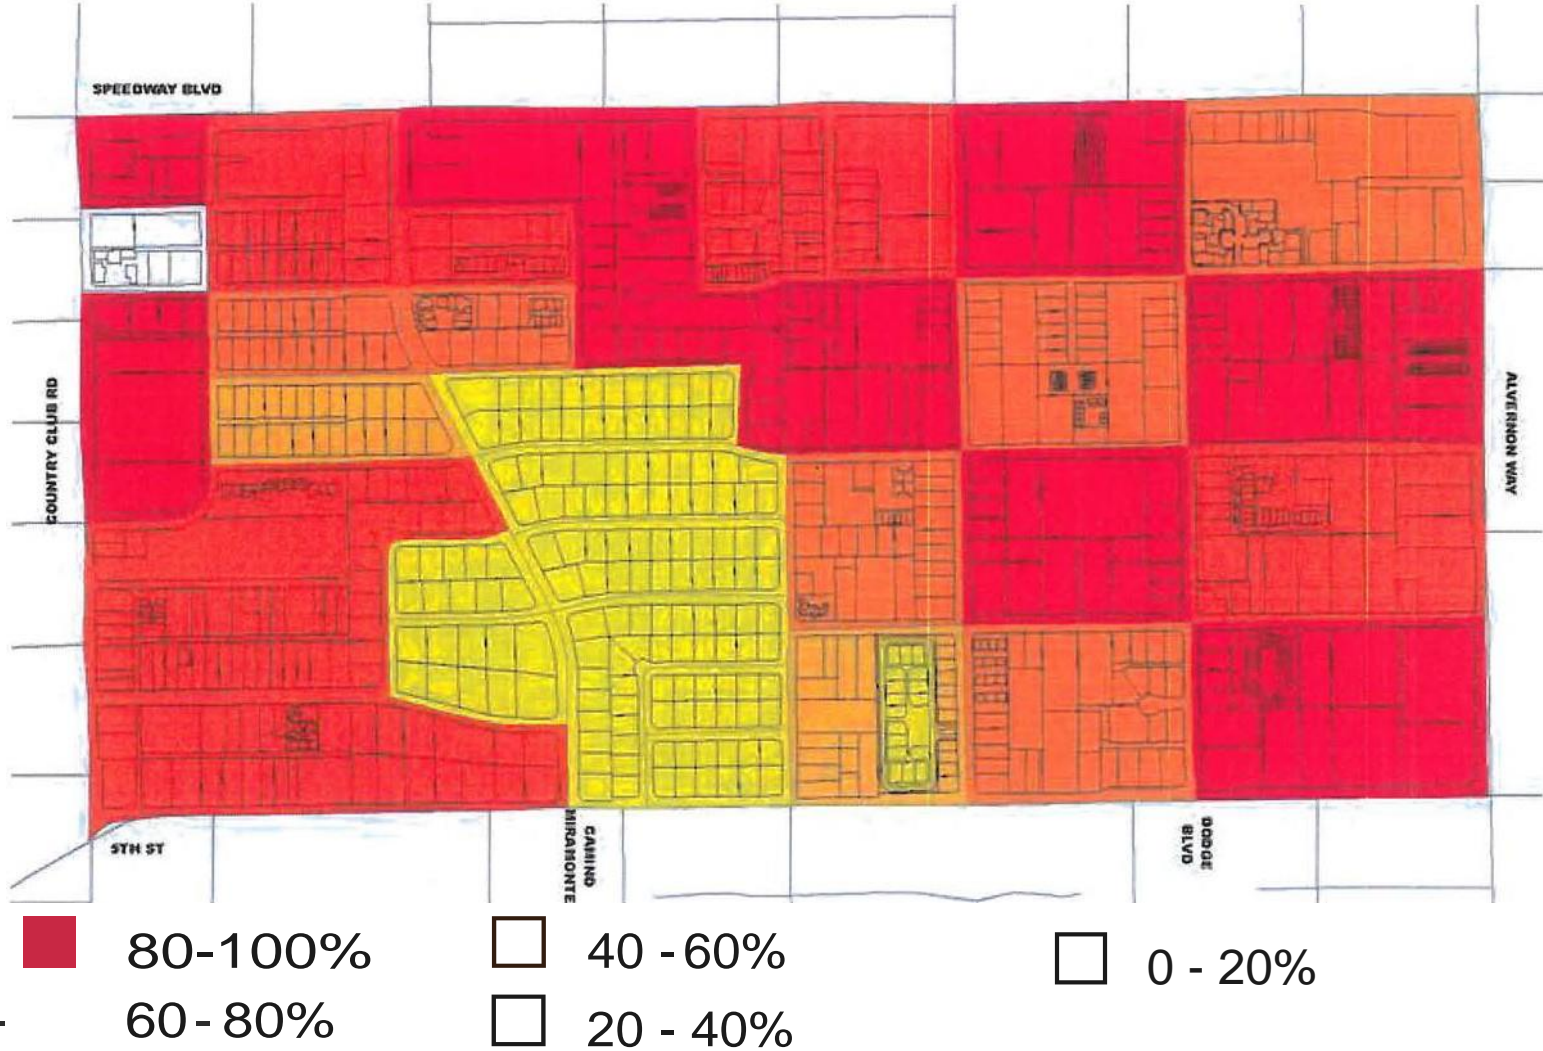 SPEEDWAY BLVD
COUNTRY CLUB RD
ALVERNON WAY
5TH ST
CAMINO
MIRAMONTE
DODGE
BLVD
80-100%
40 - 60%
0 - 20%
60 - 80%
20 - 40%